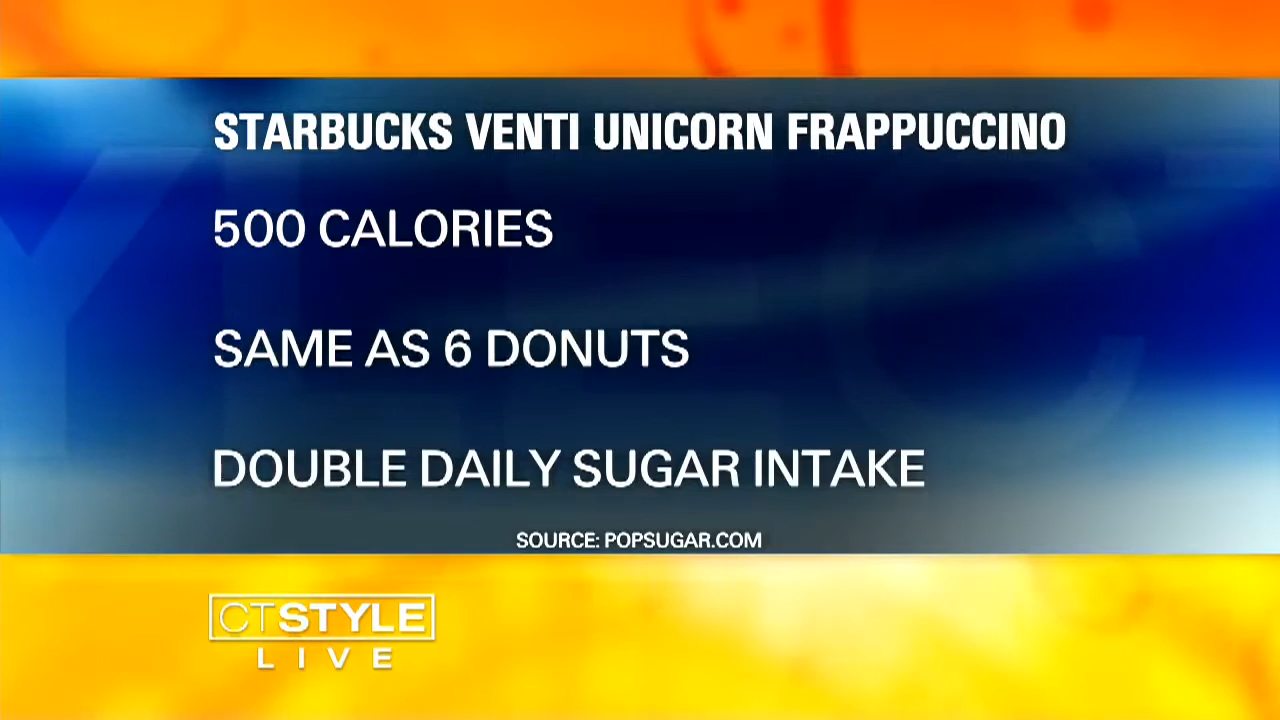 STARBUCKS VENTI UNICORN FRAPPUCCINO
500 CALORIES
SAME AS 6 DONUTS
DOUBLE DAILY SUGAR INTAKE
SOURCE: POPSUGAR.COM
CTSTYLE
LIVE